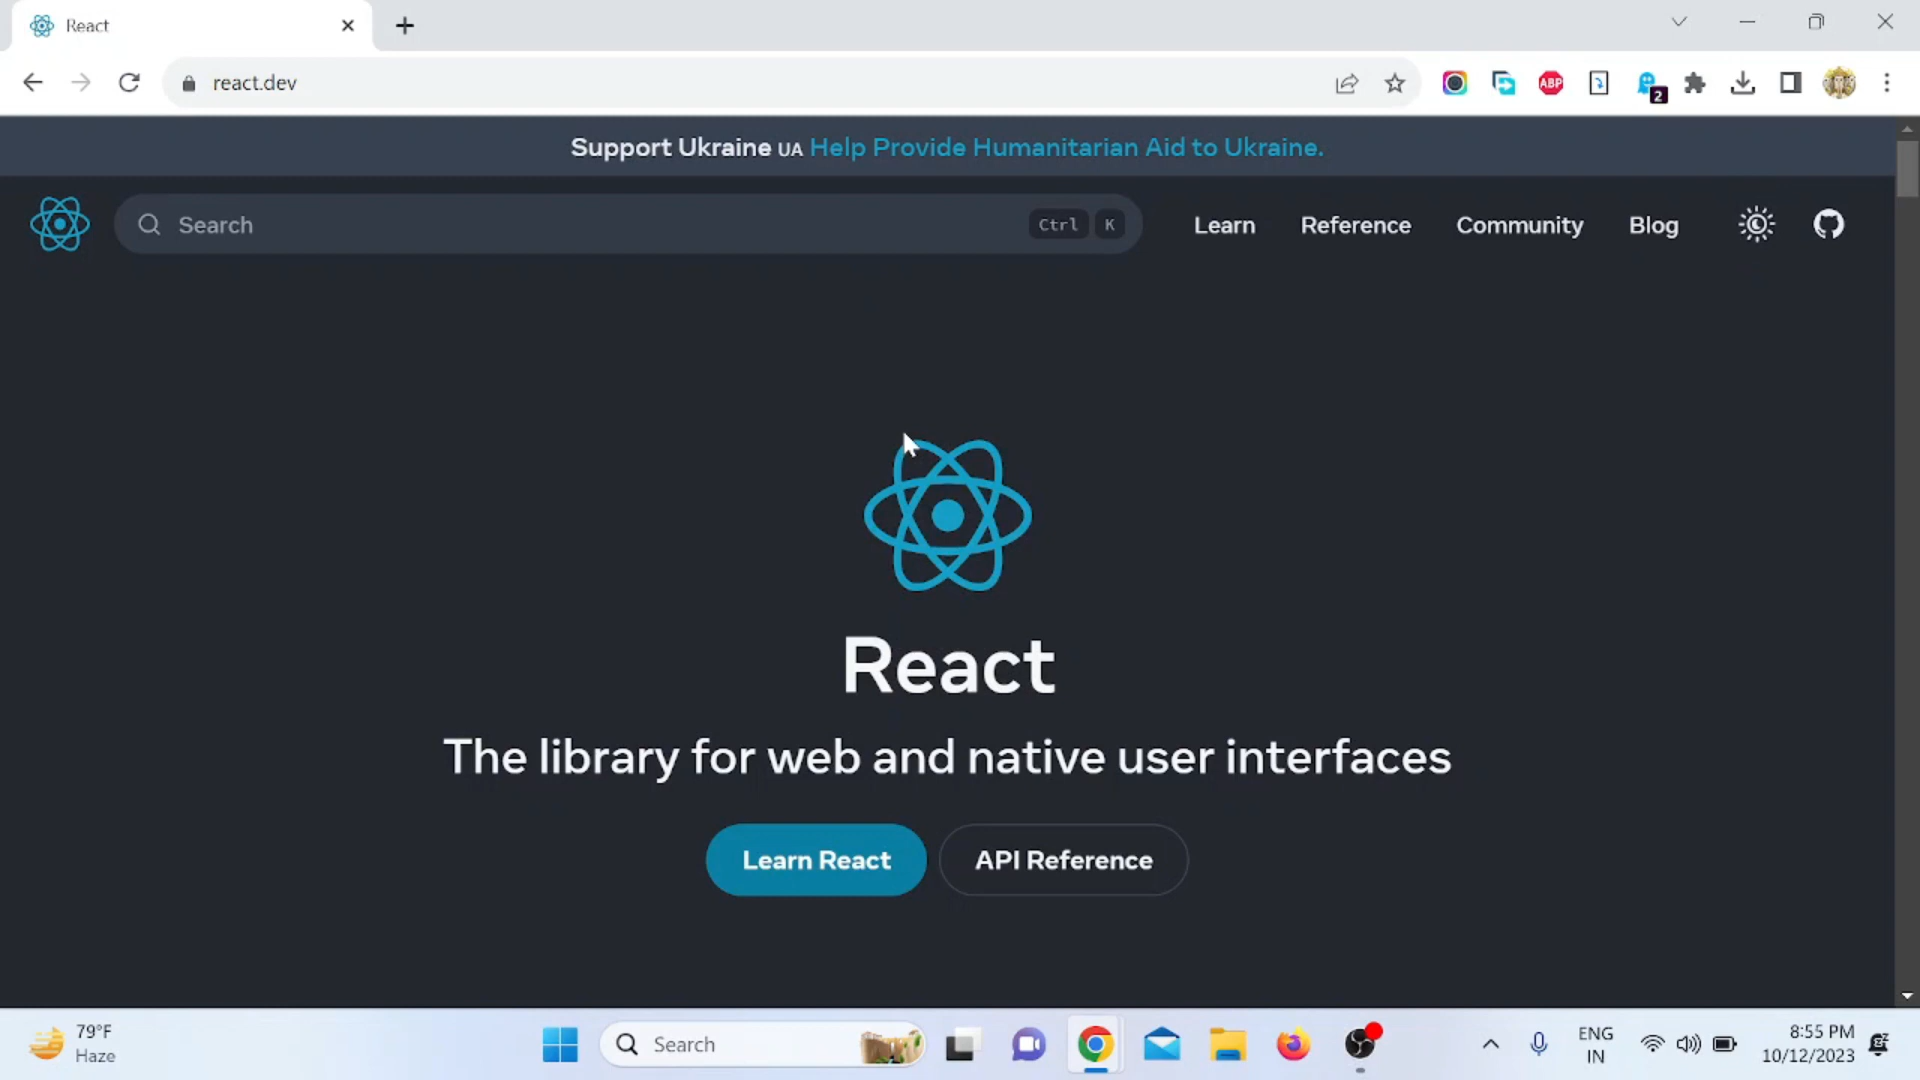 React
react.dev
ABP
2
Support Ukraine UA Help Provide Humanitarian Aid to Ukraine.
Search
Ctrl K
Learn
Reference
Community
Blog
React
The library for web and native user interfaces
Learn React
API Reference
79°F
Haze
Search
ENG
IN
8:55 PM
10/12/2023